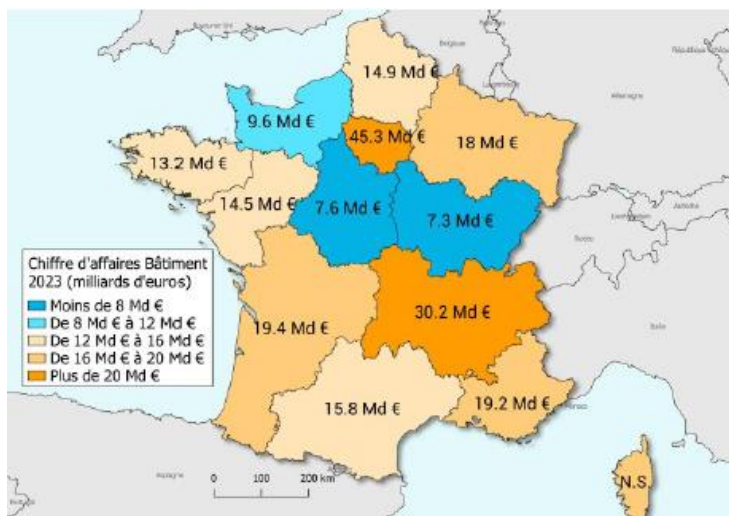 Belgique
Allemagne
14.9 Md €
9.6 Md €
45.3 Md €
18 Md €
13.2 Md €
14.5 Md €
7.6 Md €
7.3 Md €
Chiffre d'affaires Bâtiment
2023 (milliards d'euros)
Moins de 8 Md €
De 8 Md € à 12 Md €
De 12 Md € à 16 Md €
De 16 Md € à 20 Md €
Plus de 20 Md €
19.4 Md €
30.2 Md €
15.8 Md €
19.2 Md €
N.S.
0
100
200 km